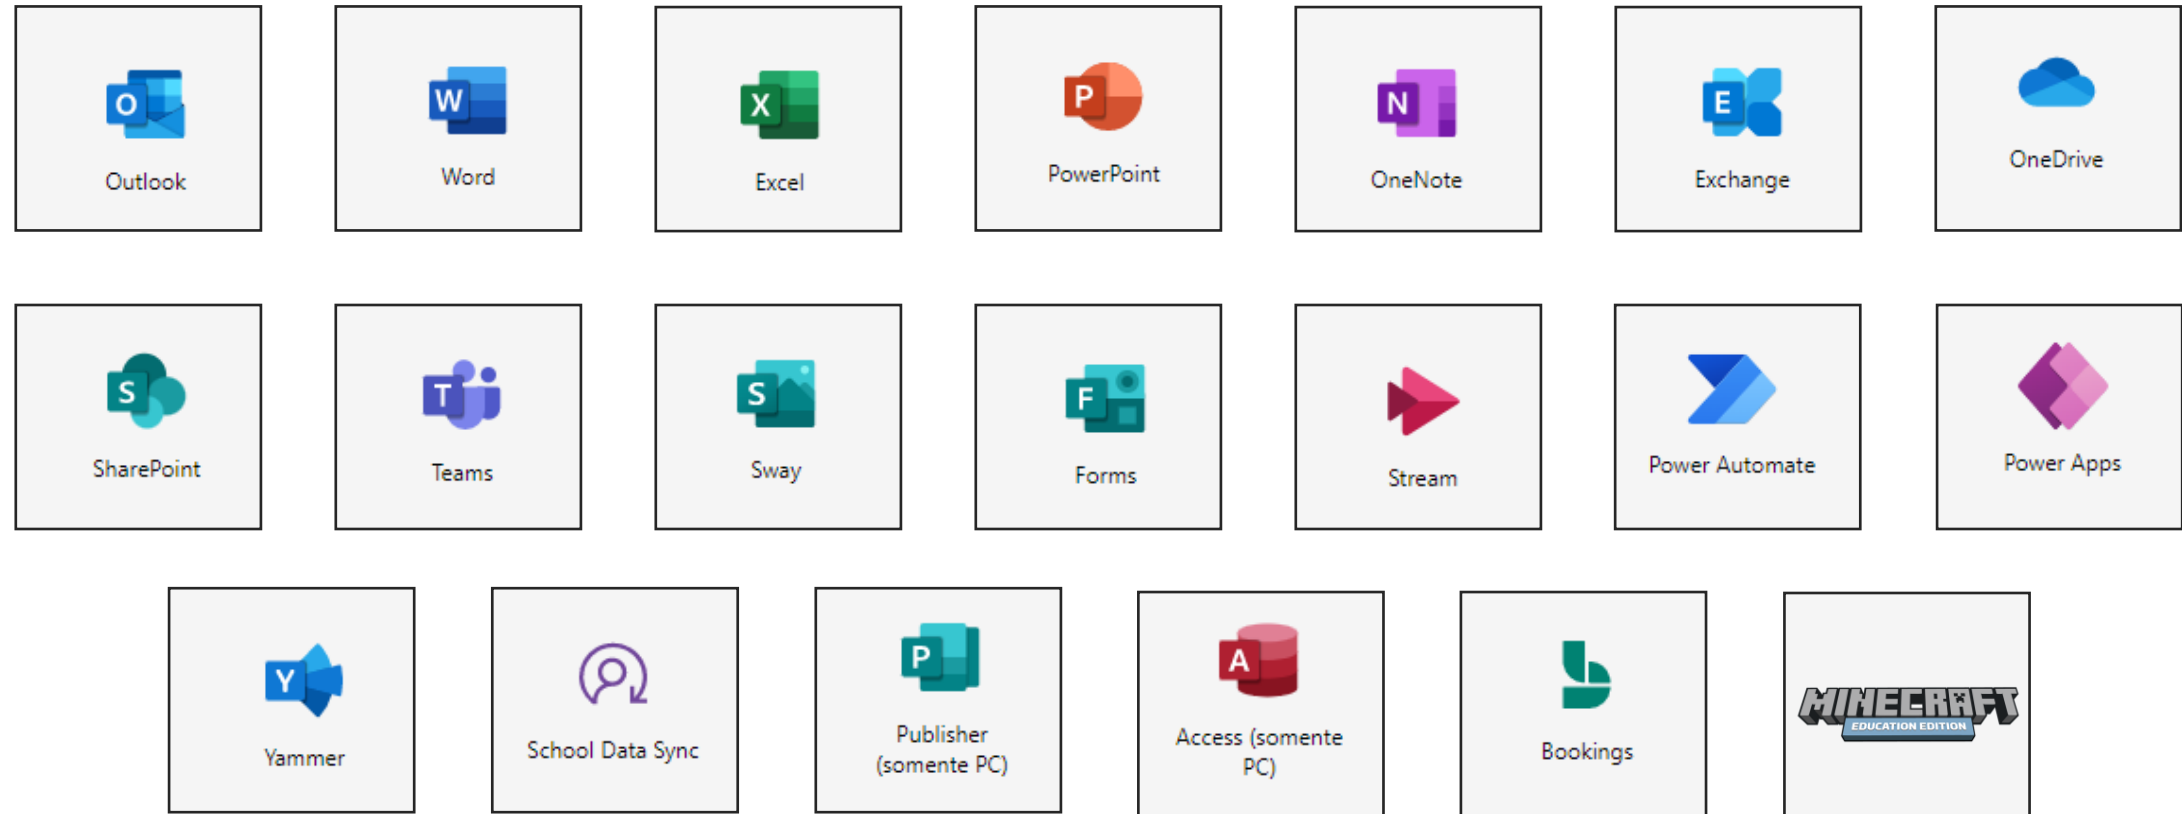 O
Outlook
W
Word
X
Excel
P
PowerPoint
N
OneNote
E
Exchange
OneDrive
S
SharePoint
T
Teams
S
Sway
F
Forms
Stream
Power Automate
Power Apps
Y
Yammer
School Data Sync
P
Publisher
(somente PC)
A
Access (somente
PC)
Bookings
MINECRAFT
EDUCATION EDITION